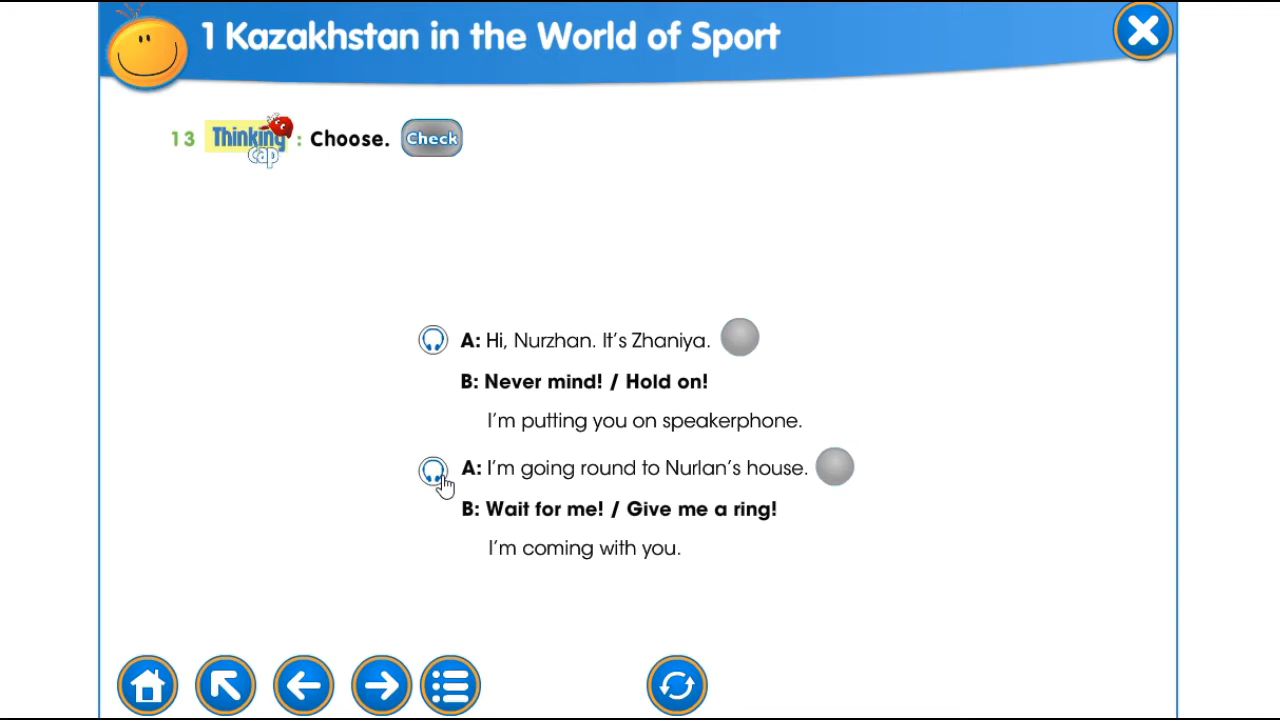 1 Kazakhstan in the World of Sport
13 Thinking cap : Choose. Check
A: Hi, Nurzhan. It's Zhaniya.
B: Never mind! / Hold on!
I'm putting you on speakerphone.
A: I'm going round to Nurlan's house.
B: Wait for me! / Give me a ring!
I'm coming with you.